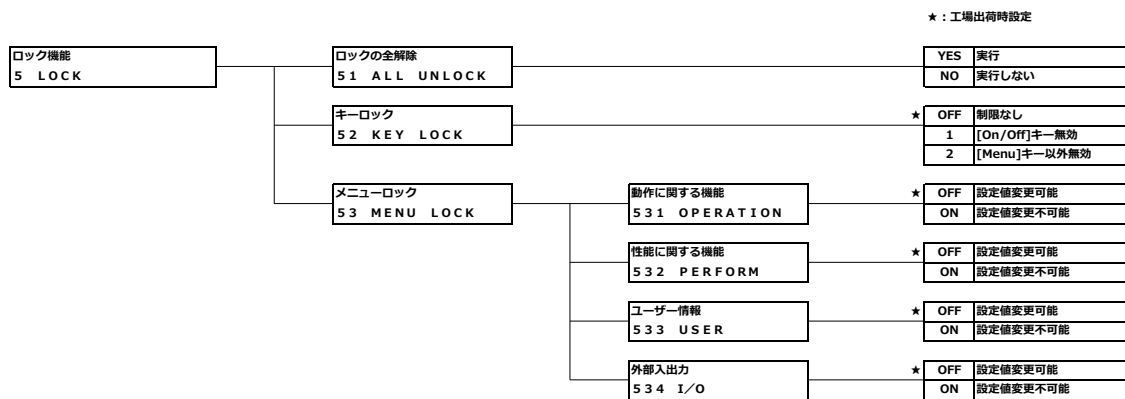 ★：工場出荷時設定
ロック機能
5　LOCK
ロックの全解除
51　ALL　UNLOCK
YES 実行
NO 実行しない
キーロック
52　KEY　LOCK
★ OFF 制限なし
1 [On/Off]キー無効
2 [Menu]キー以外無効
メニューロック
53　MENU　LOCK
動作に関する機能
531　OPERATION
★ OFF 設定値変更可能
ON 設定値変更不可能
性能に関する機能
532　PERFORM
★ OFF 設定値変更可能
ON 設定値変更不可能
ユーザー情報
533　USER
★ OFF 設定値変更可能
ON 設定値変更不可能
外部入出力
534　I／O
★ OFF 設定値変更可能
ON 設定値変更不可能